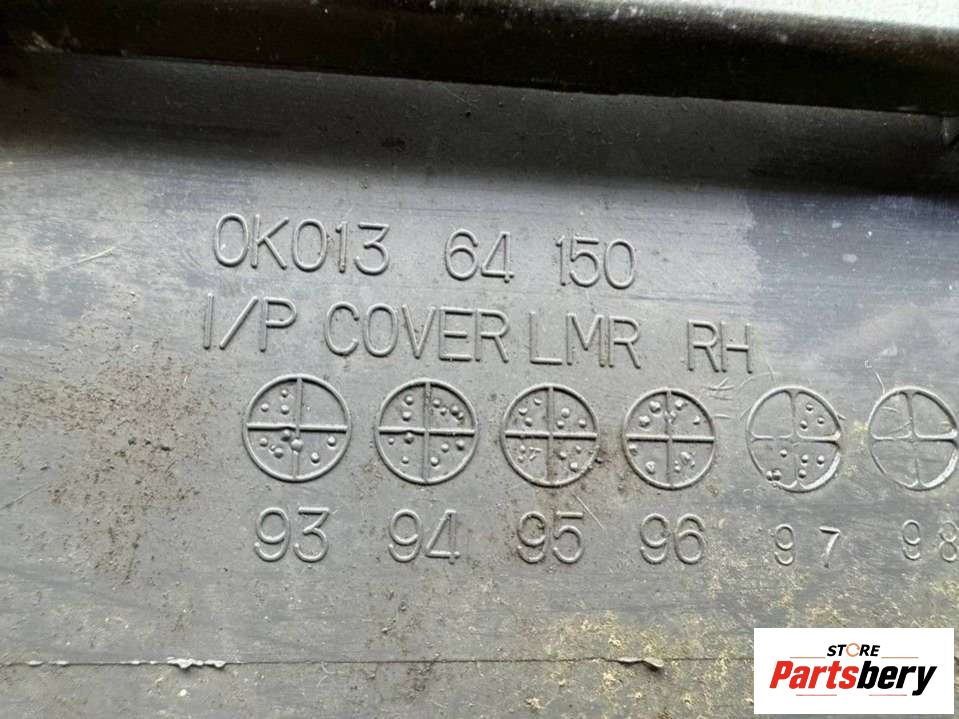 0K013 64 150
I/P COVER LMR RH
93 94 95 96 97 98
STORE
Partsbery